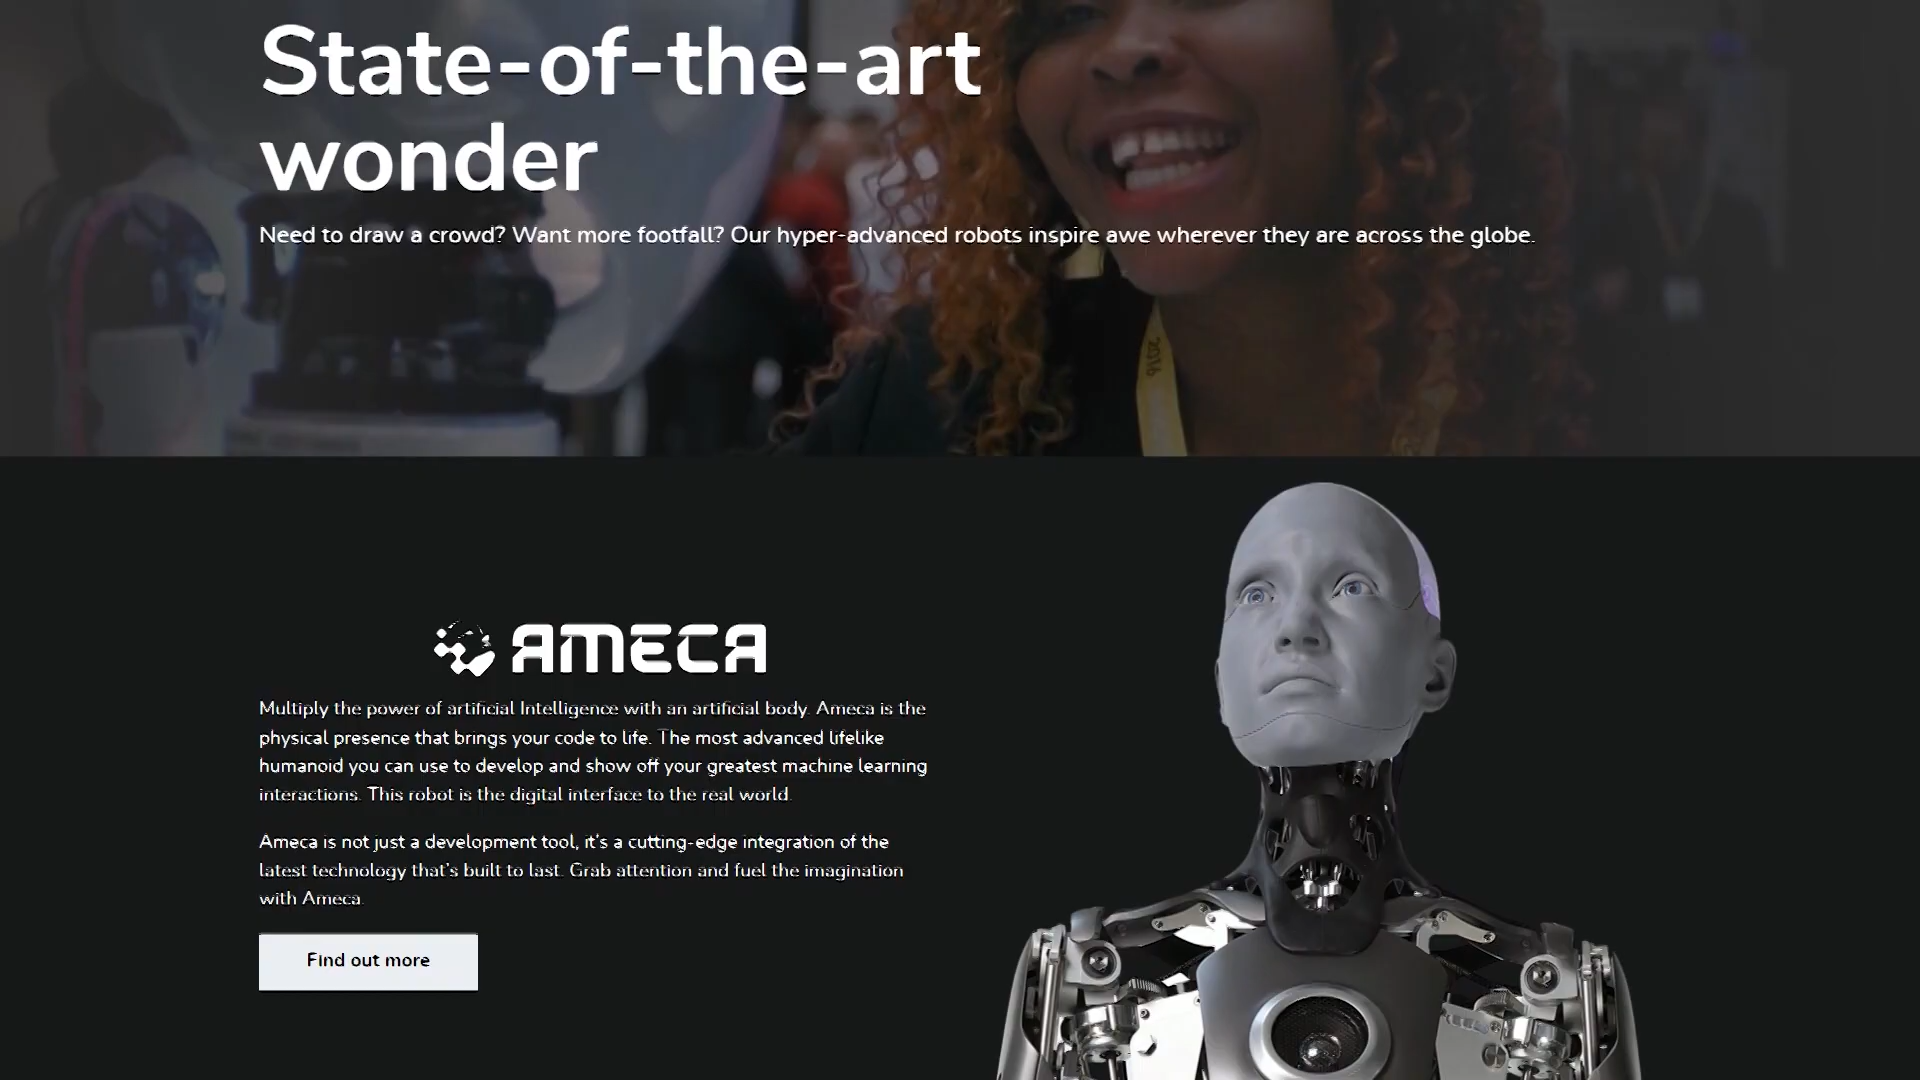 State-of-the-art
wonder
Need to draw a crowd? Want more footfall? Our hyper-advanced robots inspire awe wherever they are across the globe.
2016
AMECA
Multiply the power of artificial Intelligence with an artificial body. Ameca is the
physical presence that brings your code to life. The most advanced lifelike
humanoid you can use to develop and show off your greatest machine learning
interactions. This robot is the digital interface to the real world.
Ameca is not just a development tool, it's a cutting-edge integration of the
latest technology that's built to last. Grab attention and fuel the imagination
with Ameca.
Find out more